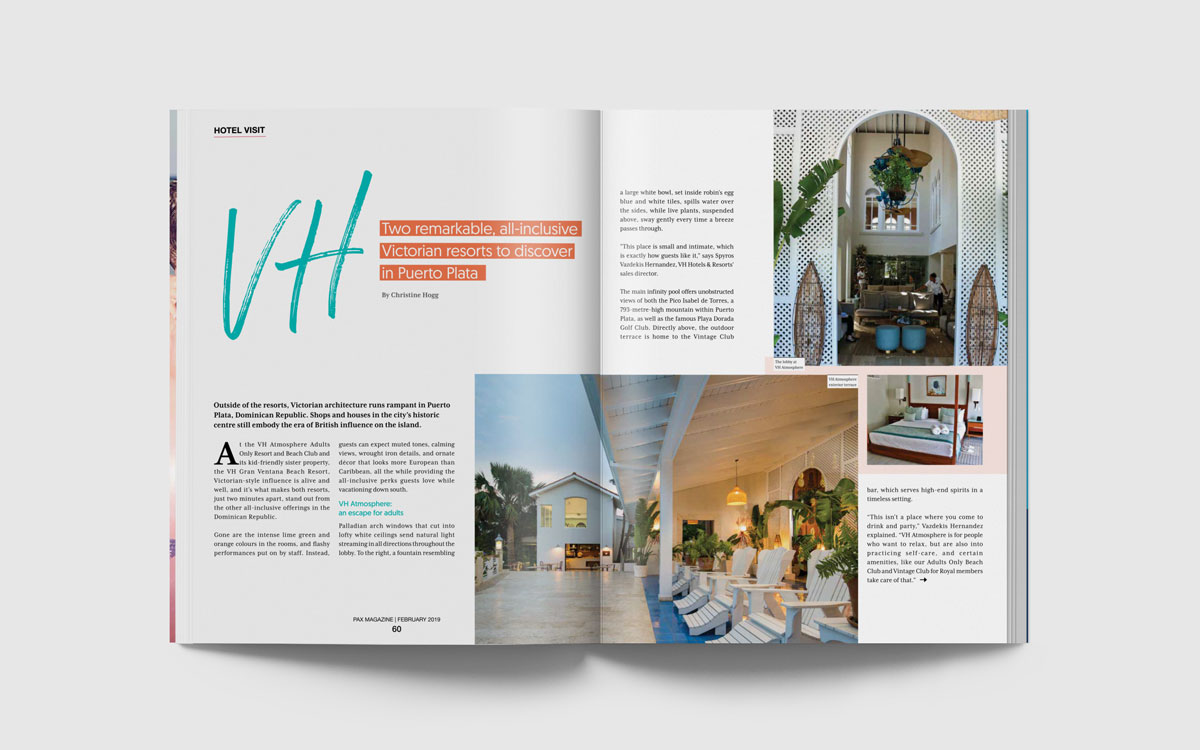 HOTEL VISIT
VH
Two remarkable, all-inclusive
Victorian resorts to discover
in Puerto Plata
By Christine Hogg
Outside of the resorts, Victorian architecture runs rampant in Puerto
Plata, Dominican Republic. Shops and houses in the city's historic
centre still embody the era of British influence on the island.
At the VH Atmosphere Adults
Only Resort and Beach Club and
its kid-friendly sister property,
the VH Gran Ventana Beach Resort,
Victorian-style influence is alive and
well, and it's what makes both resorts,
just two minutes apart, stand out from
the other all-inclusive offerings in the
Dominican Republic.
Gone are the intense lime green and
orange colours in the rooms, and flashy
performances put on by staff. Instead,
guests can expect muted tones, calming
views, wrought iron details, and ornate
décor that looks more European than
Caribbean, all the while providing the
all-inclusive perks guests love while
vacationing down south.
VH Atmosphere:
an escape for adults
Palladian arch windows that cut into
lofty white ceilings send natural light
streaming in all directions throughout the
lobby. To the right, a fountain resembling
PAX MAGAZINE | FEBRUARY 2019
60
a large white bowl, set inside robin's egg
blue and white tiles, spills water over
the sides, while live plants, suspended
above, sway gently every time a breeze
passes through.
"This place is small and intimate, which
is exactly how guests like it," says Spyros
Vazdekis Hernandez, VH Hotels & Resorts'
sales director.
The main infinity pool offers unobstructed
views of both the Pico Isabel de Torres, a
793-metre-high mountain within Puerto
Plata, as well as the famous Playa Dorada
Golf Club. Directly above, the outdoor
terrace is home to the Vintage Club
The lobby at
VH Atmosphere
VH Atmosphere
exterior terrace
bar, which serves high-end spirits in a
timeless setting.
"This isn't a place where you come to
drink and party," Vazdekis Hernandez
explained. "VH Atmosphere is for people
who want to relax, but are also into
practicing self-care, and certain
amenities, like our Adults Only Beach
Club and Vintage Club for Royal members
take care of that." →